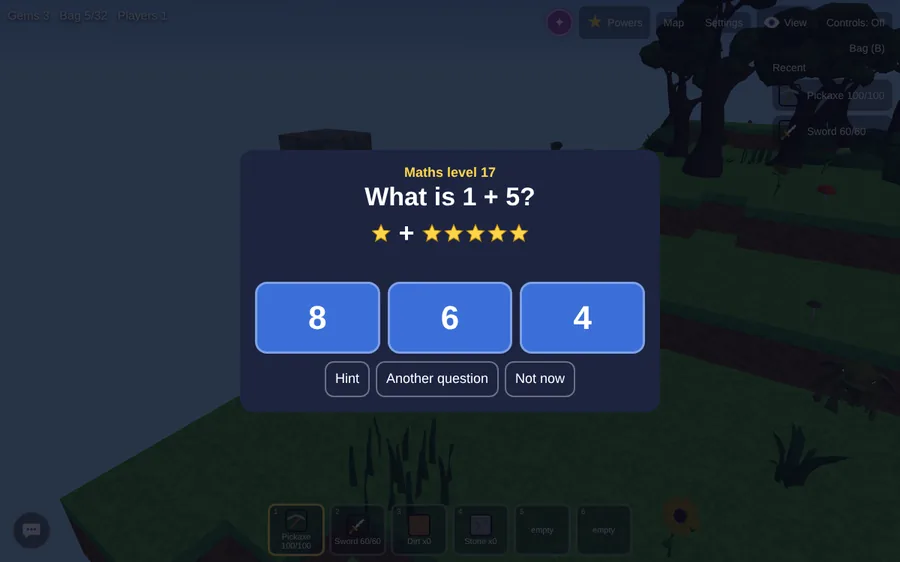 Gems 3 · Bag 5/32 · Players 1
Powers
Map
Settings
View
Controls: Off
Bag (B)
Recent
Pickaxe 100/100
Sword 60/60
Maths level 17
What is 1 + 5?
+
8
6
4
Hint
Another question
Not now
1
Pickaxe
100/100
2
Sword 60/60
3
Dirt x0
4
Stone x0
5
empty
6
empty